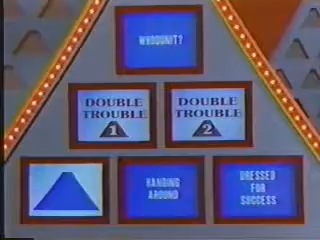 WHODUNIT?
DOUBLE
TROUBLE
1
DOUBLE
TROUBLE
2
HANGING
AROUND
DRESSED
FOR
SUCCESS